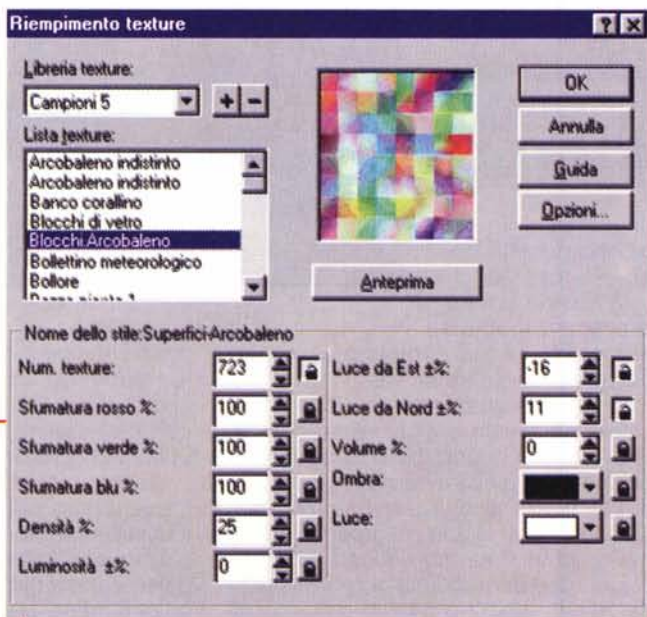 Riempimento texture
Libreria texture:
Campioni 5
Lista texture:
Arcobaleno indistinto
Arcobaleno indistinto
Banco corallino
Blocchi di vetro
Blocchi Arcobaleno
Bollettino meteorologico
Bollore
OK
Annulla
Guida
Opzioni...
Anteprima
Nome dello stile:Superfici-Arcobaleno
Num. texture: 723
Sfumatura rosso %: 100
Sfumatura verde %: 100
Sfumatura blu %: 100
Densità %: 25
Luminosità ±%: 0
Luce da Est ±%: -16
Luce da Nord ±%: 11
Volume %: 0
Ombra:
Luce: